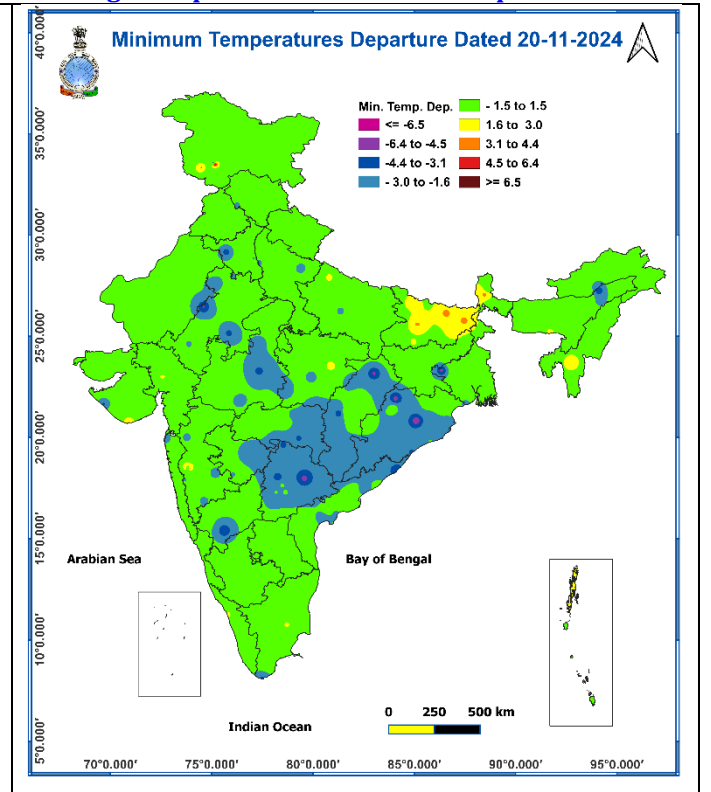 Minimum Temperatures Departure Dated 20-11-2024
Min. Temp. Dep.
<= -6.5
-6.4 to -4.5
-4.4 to -3.1
- 3.0 to -1.6
- 1.5 to 1.5
1.6 to 3.0
3.1 to 4.4
4.5 to 6.4
>= 6.5
40°0.000'
35°0.000'
30°0.000'
25°0.000'
20°0.000'
15°0.000'
10°0.000'
5°0.000'
Arabian Sea
Bay of Bengal
Indian Ocean
0 250 500 km
70°0.000' 75°0.000' 80°0.000' 85°0.000' 90°0.000' 95°0.000'